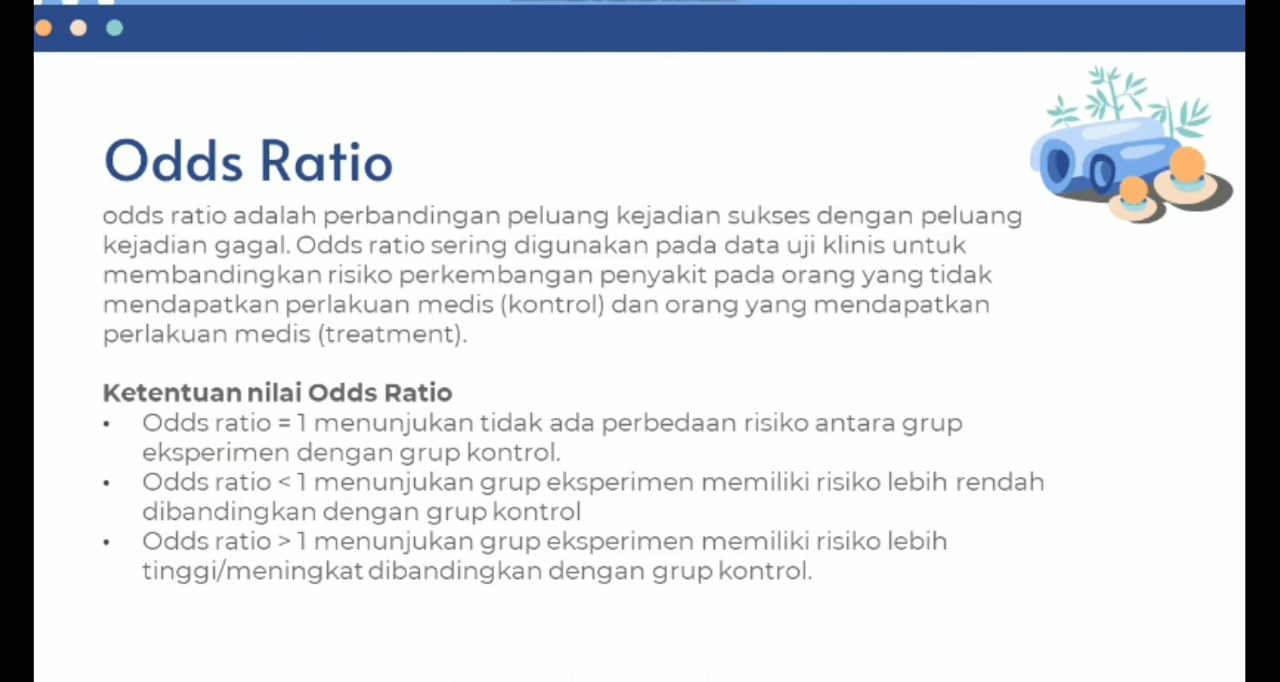 Odds Ratio
odds ratio adalah perbandingan peluang kejadian sukses dengan peluang
kejadian gagal. Odds ratio sering digunakan pada data uji klinis untuk
membandingkan risiko perkembangan penyakit pada orang yang tidak
mendapatkan perlakuan medis (kontrol) dan orang yang mendapatkan
perlakuan medis (treatment).
Ketentuan nilai Odds Ratio
• Odds ratio = 1 menunjukan tidak ada perbedaan risiko antara grup
eksperimen dengan grup kontrol.
• Odds ratio < 1 menunjukan grup eksperimen memiliki risiko lebih rendah
dibandingkan dengan grup kontrol
• Odds ratio > 1 menunjukan grup eksperimen memiliki risiko lebih
tinggi/meningkat dibandingkan dengan grup kontrol.